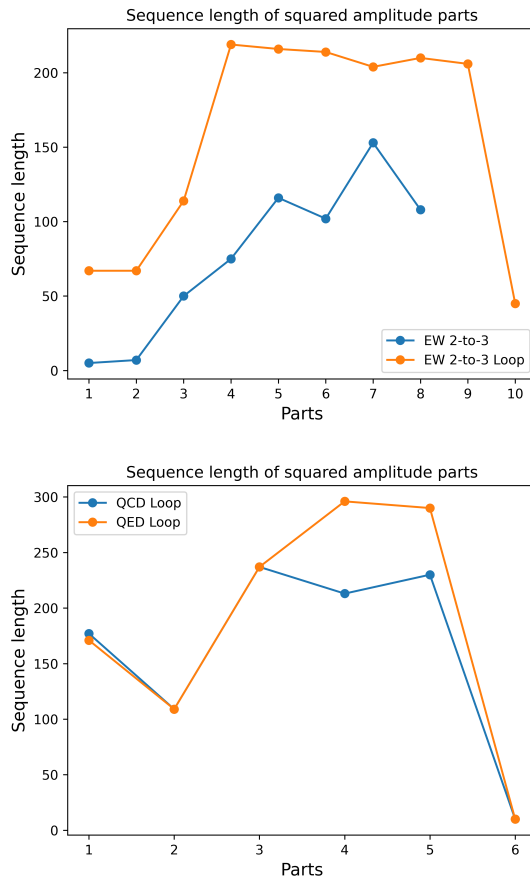 Sequence length of squared amplitude parts
200
150
100
50
0
Sequence length
EW 2-to-3
EW 2-to-3 Loop
1 2 3 4 5 6 7 8 9 10
Parts
Sequence length of squared amplitude parts
QCD Loop
QED Loop
300
250
200
150
100
50
0
Sequence length
1 2 3 4 5 6
Parts